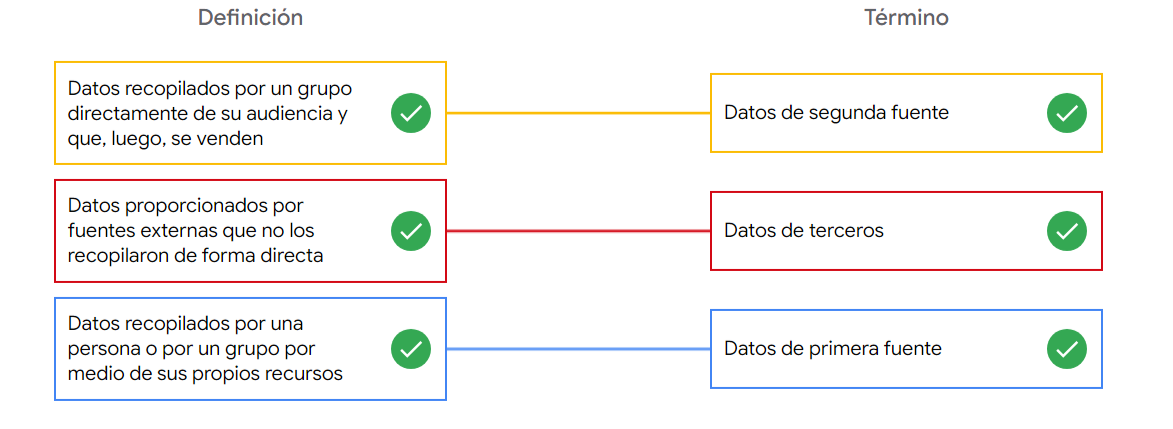 Definición
Término
Datos recopilados por un grupo
directamente de su audiencia y
que, luego, se venden
Datos de segunda fuente
Datos proporcionados por
fuentes externas que no los
recopilaron de forma directa
Datos de terceros
Datos recopilados por una
persona o por un grupo por
medio de sus propios recursos
Datos de primera fuente